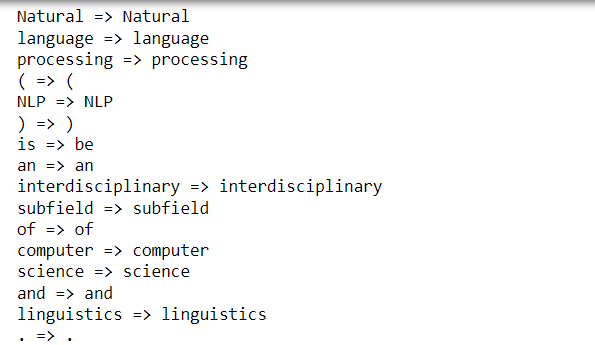 Natural => Natural
language => language
processing => processing
( => (
NLP => NLP
) => )
is => be
an => an
interdisciplinary => interdisciplinary
subfield => subfield
of => of
computer => computer
science => science
and => and
linguistics => linguistics
. => .